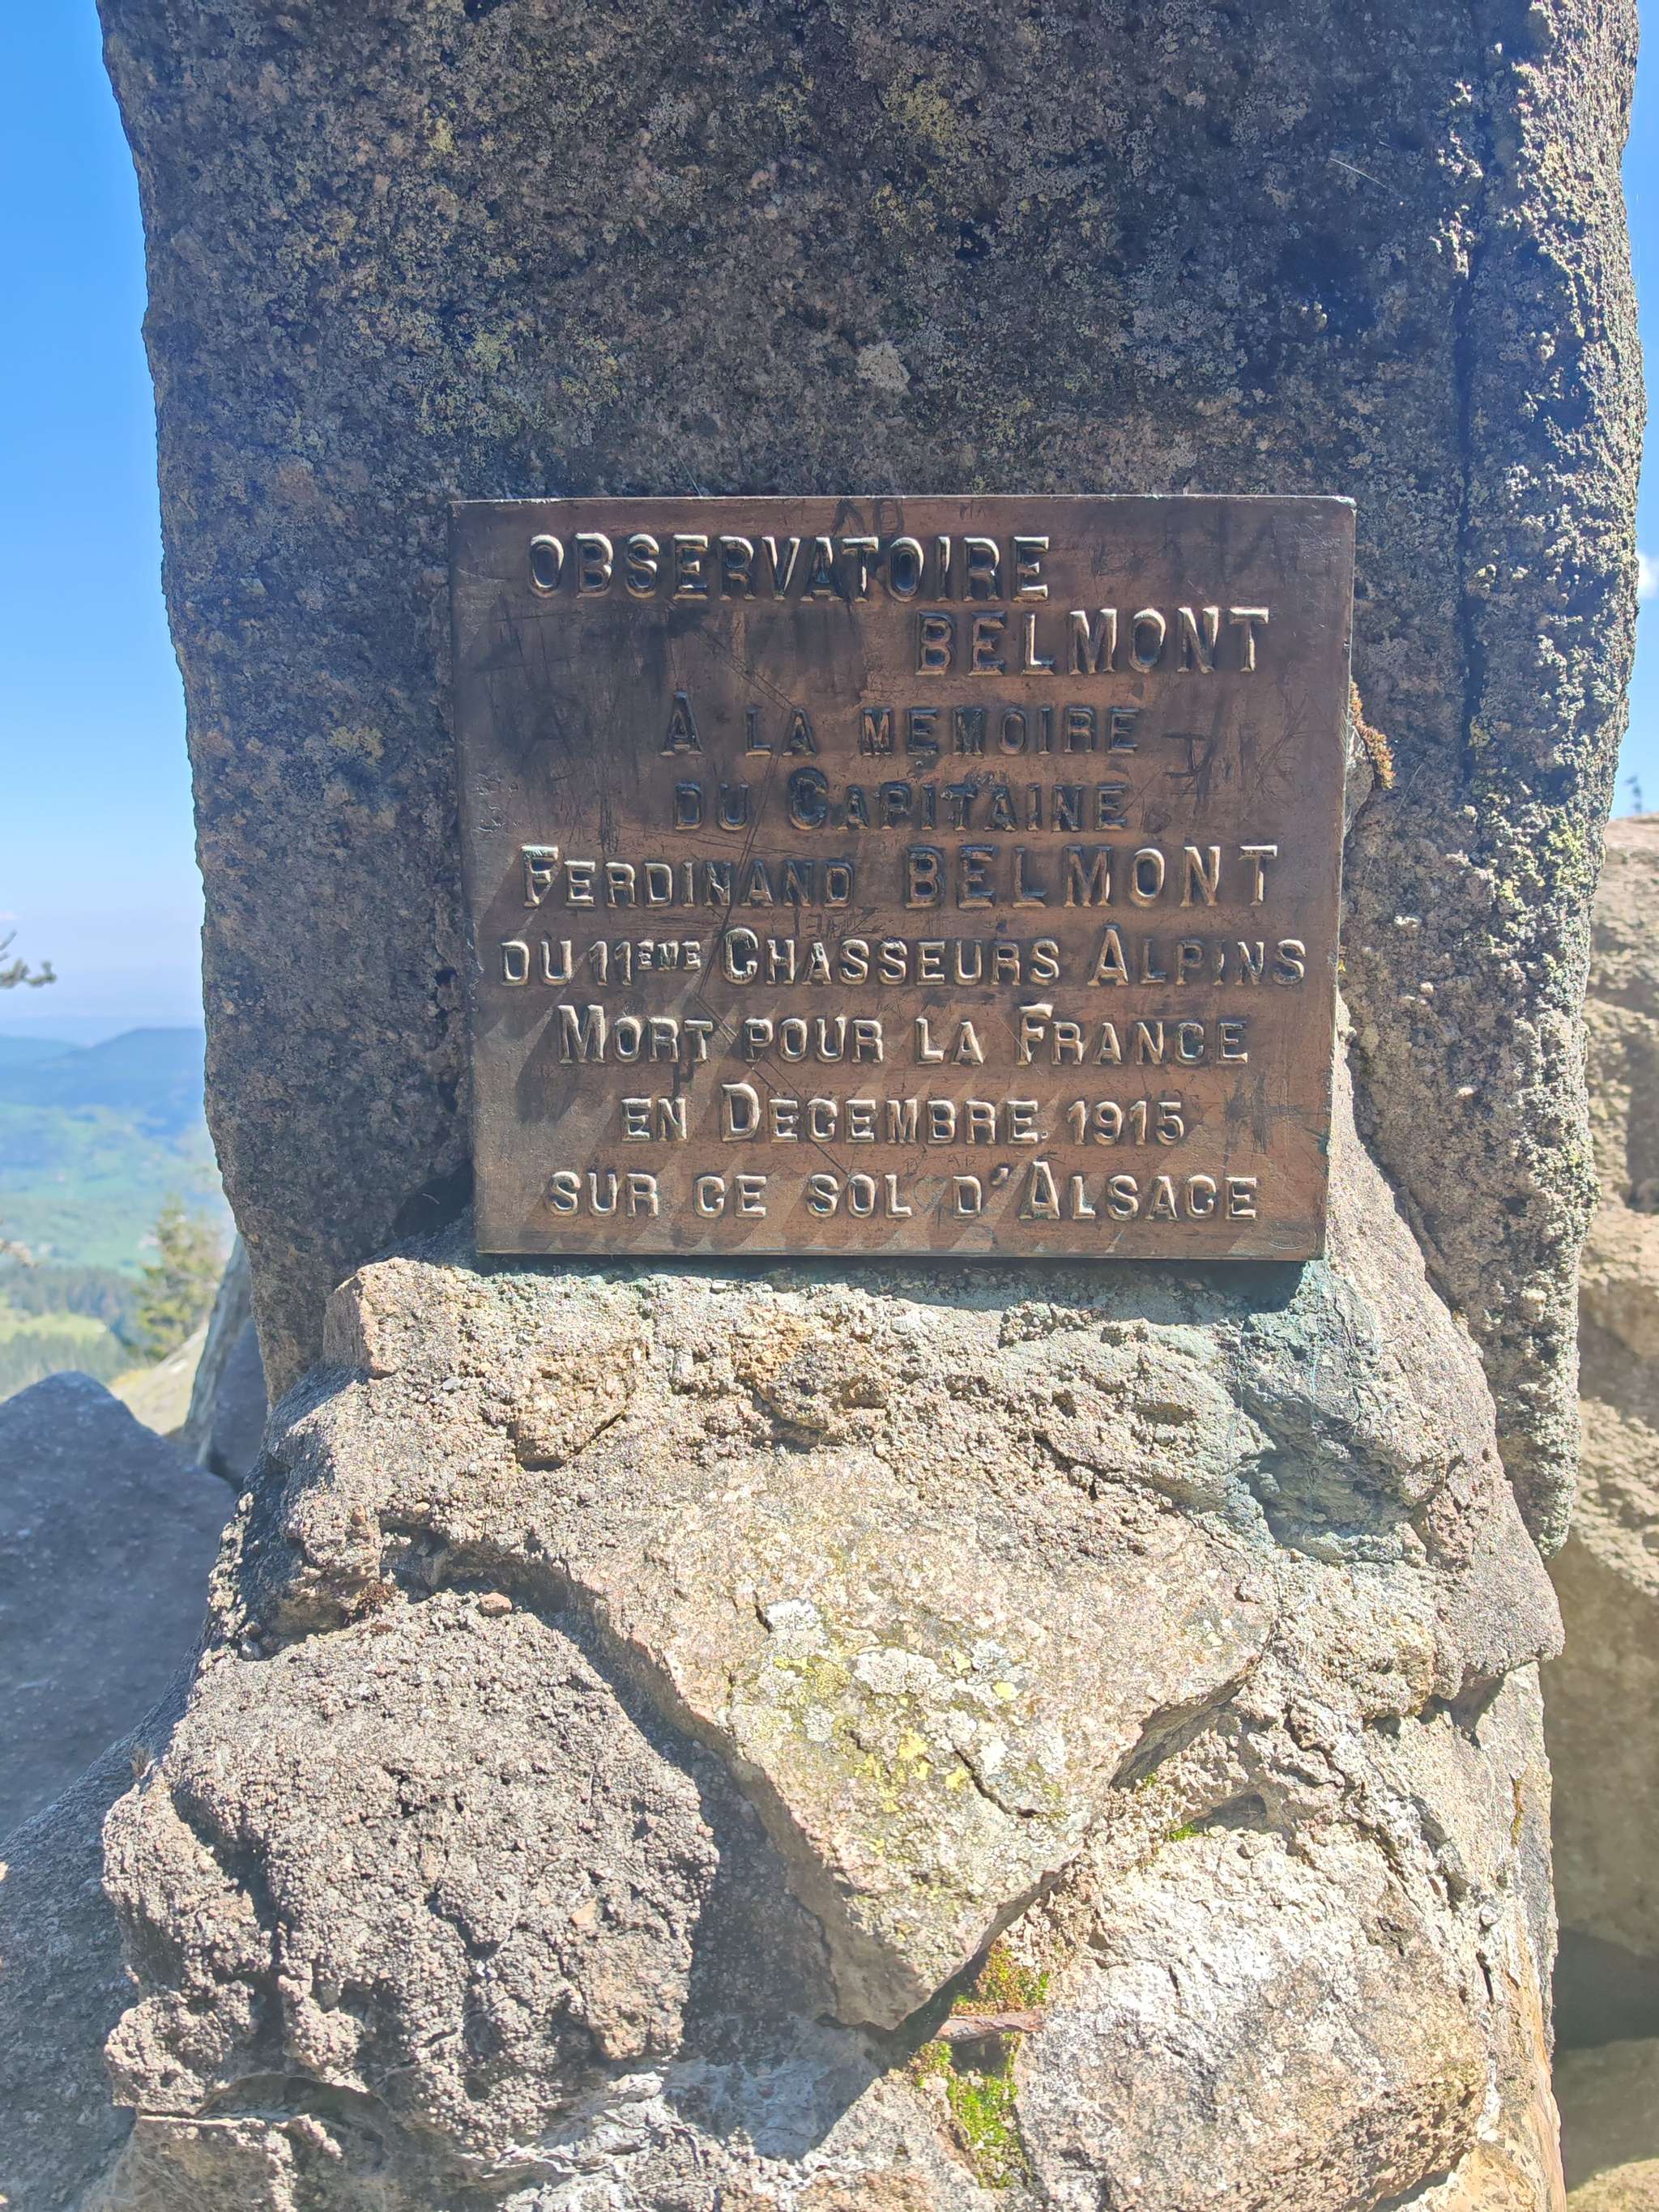 OBSERVATOIRE
BELMONT
A LA MEMOIRE
DU CAPITAINE
FERDINAND BELMONT
DU 11EME CHASSEURS ALPINS
MORT POUR LA FRANCE
EN DECEMBRE 1915
SUR CE SOL D'ALSACE